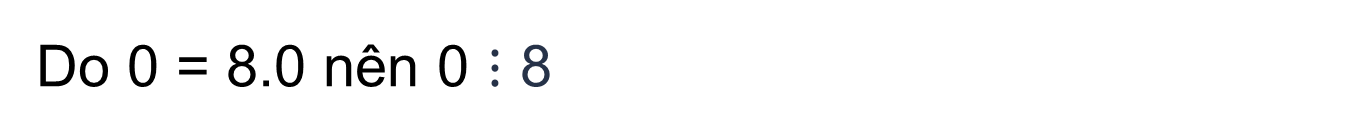 Do 0 = 8.0 nên 0 ⋮ 8